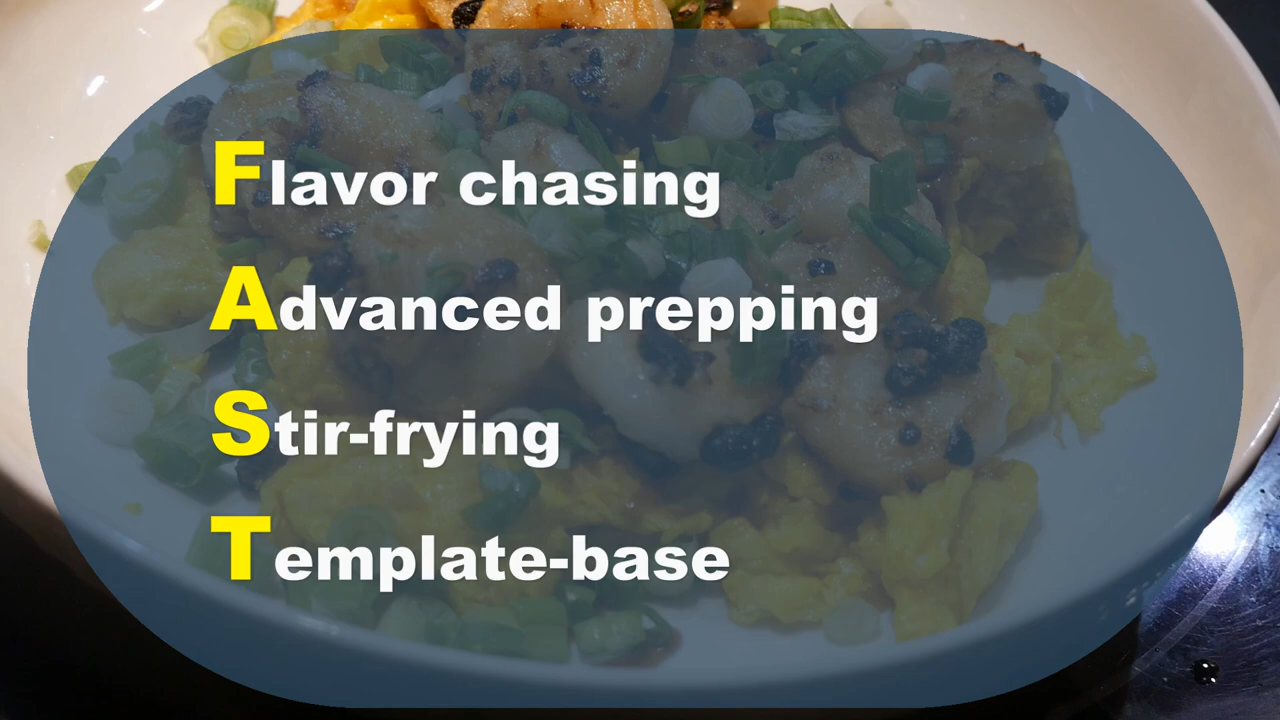 Flavor chasing
Advanced prepping
Stir-frying
Template-base